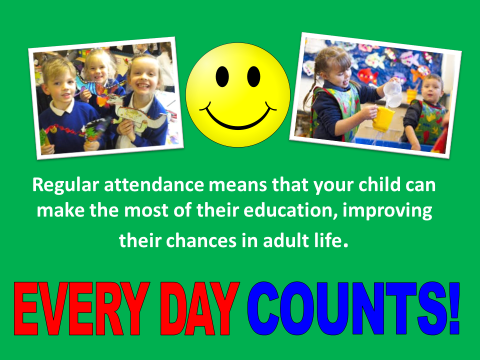 Regular attendance means that your child can
make the most of their education, improving
their chances in adult life.
EVERY DAY COUNTS!